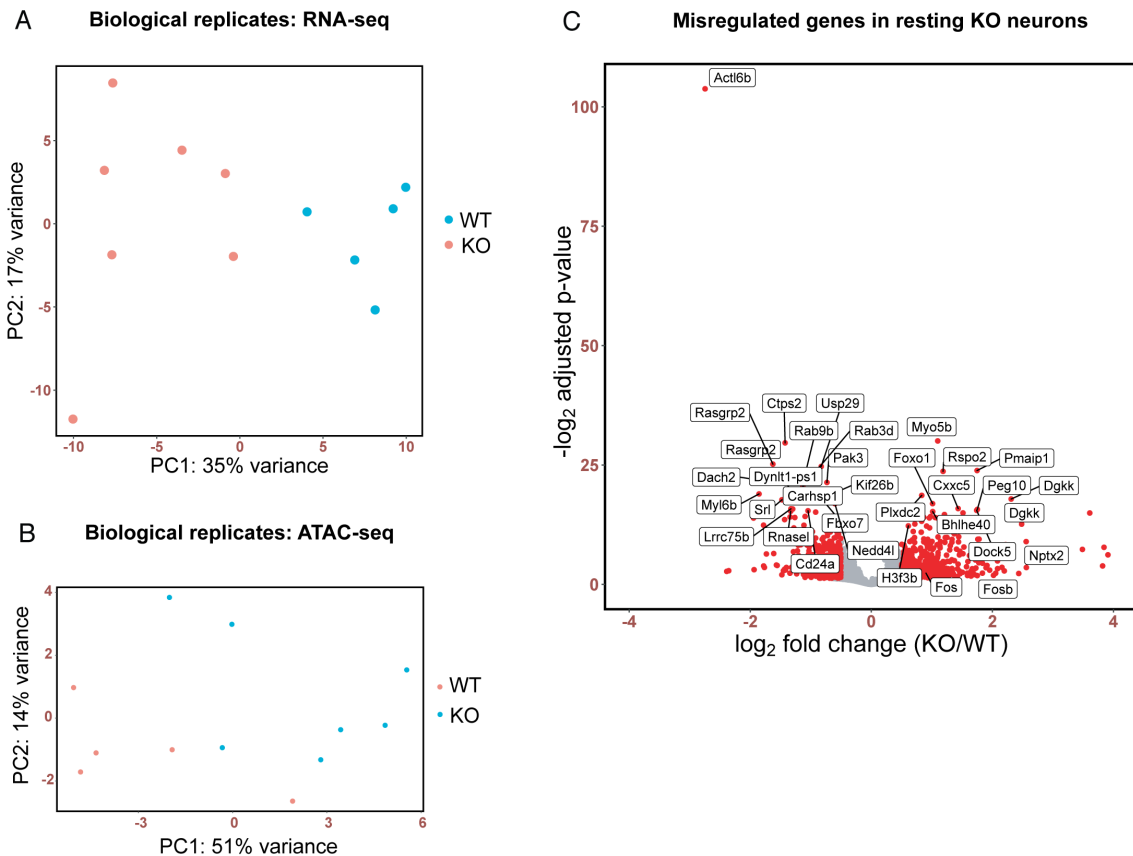 A
Biological replicates: RNA-seq
5
0
-5
-10
PC2: 17% variance
-10
-5
0
5
10
PC1: 35% variance
WT
KO
B
Biological replicates: ATAC-seq
4
2
0
-2
PC2: 14% variance
-3
0
3
6
PC1: 51% variance
WT
KO
C
Misregulated genes in resting KO neurons
100
75
50
25
0
-log2 adjusted p-value
-4
-2
0
2
4
log2 fold change (KO/WT)
Actl6b
Ctps2
Usp29
Rasgrp2
Rab9b
Rab3d
Myo5b
Rasgrp2
Pak3
Foxo1
Rspo2
Pmaip1
Dach2
Dynlt1-ps1
Kif26b
Cxxc5
Peg10
Dgkk
Myl6b
Srl
Carhsp1
Plxdc2
Dgkk
Lrrc75b
Rnasel
Fbxo7
Bhlhe40
Nedd4l
Dock5
Nptx2
Cd24a
H3f3b
Fos
Fosb